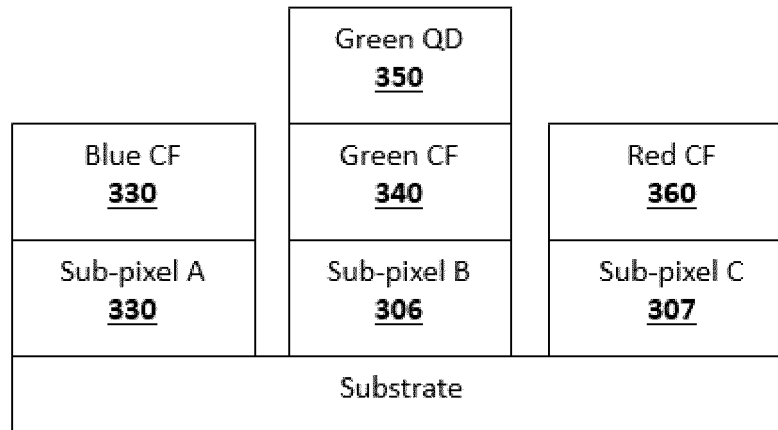 Green QD
350
Blue CF
330
Green CF
340
Red CF
360
Sub-pixel A
330
Sub-pixel B
306
Sub-pixel C
307
Substrate